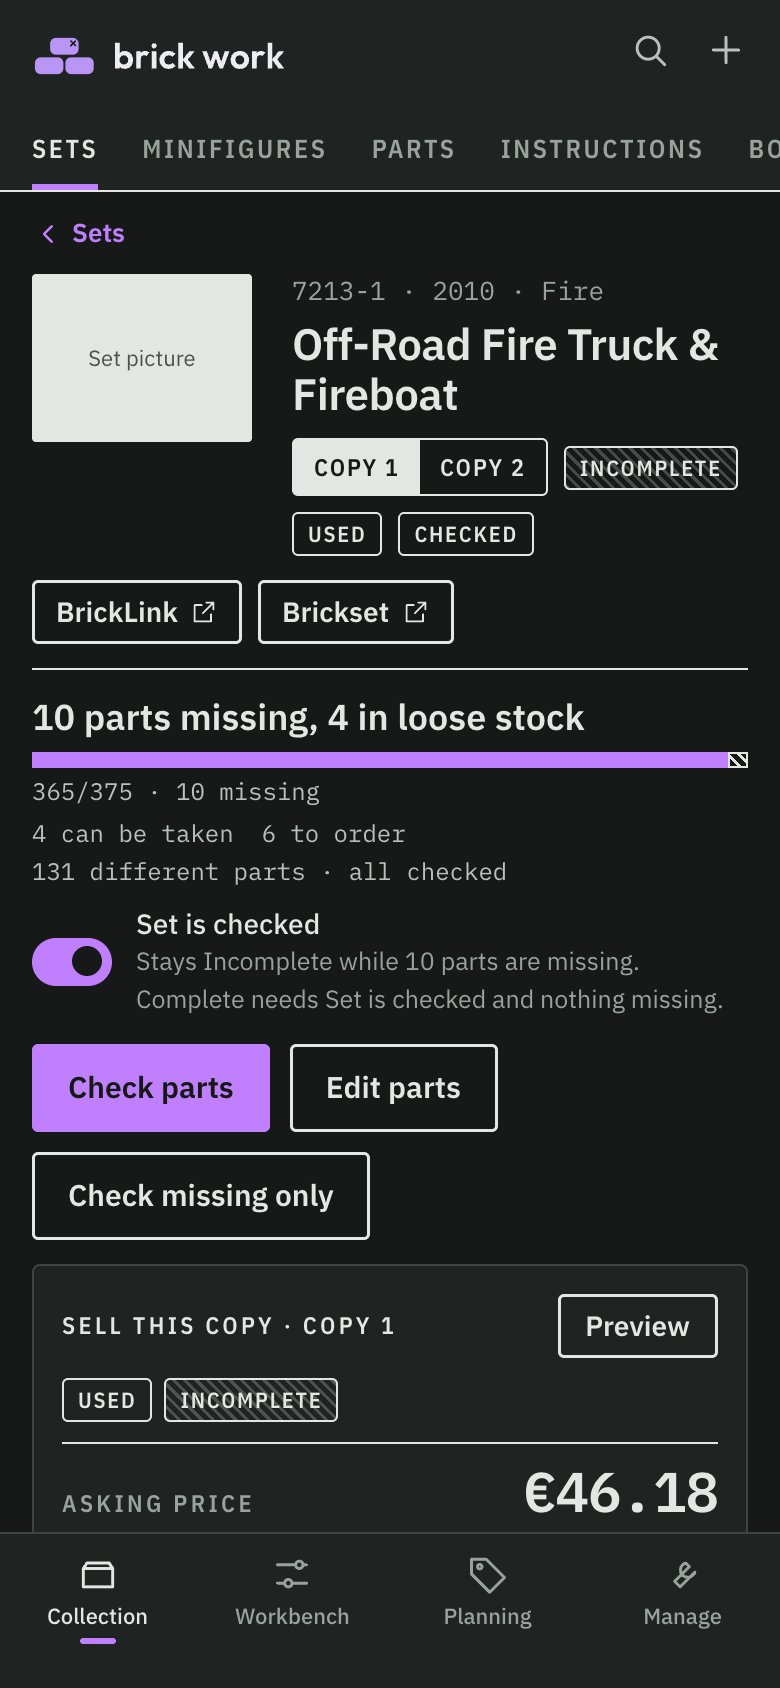 brick work
SETS MINIFIGURES PARTS INSTRUCTIONS BO
Sets
Set picture
7213-1 · 2010 · Fire
Off-Road Fire Truck &
Fireboat
COPY 1 COPY 2 INCOMPLETE
USED CHECKED
BrickLink Brickset
10 parts missing, 4 in loose stock
365/375 · 10 missing
4 can be taken 6 to order
131 different parts · all checked
Set is checked
Stays Incomplete while 10 parts are missing.
Complete needs Set is checked and nothing missing.
Check parts Edit parts
Check missing only
SELL THIS COPY · COPY 1 Preview
USED INCOMPLETE
ASKING PRICE €46.18
Collection Workbench Planning Manage